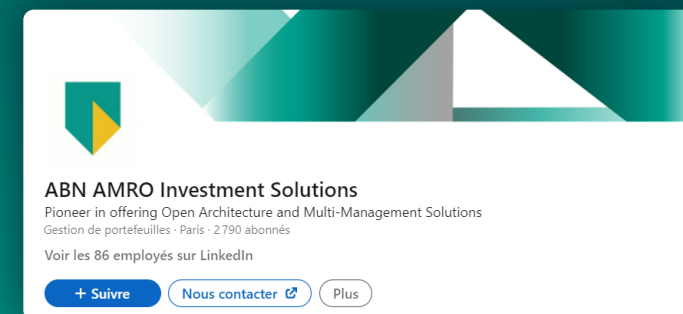 ABN AMRO Investment Solutions
Pioneer in offering Open Architecture and Multi-Management Solutions
Gestion de portefeuilles · Paris · 2 790 abonnés
Voir les 86 employés sur LinkedIn
+ Suivre Nous contacter Plus